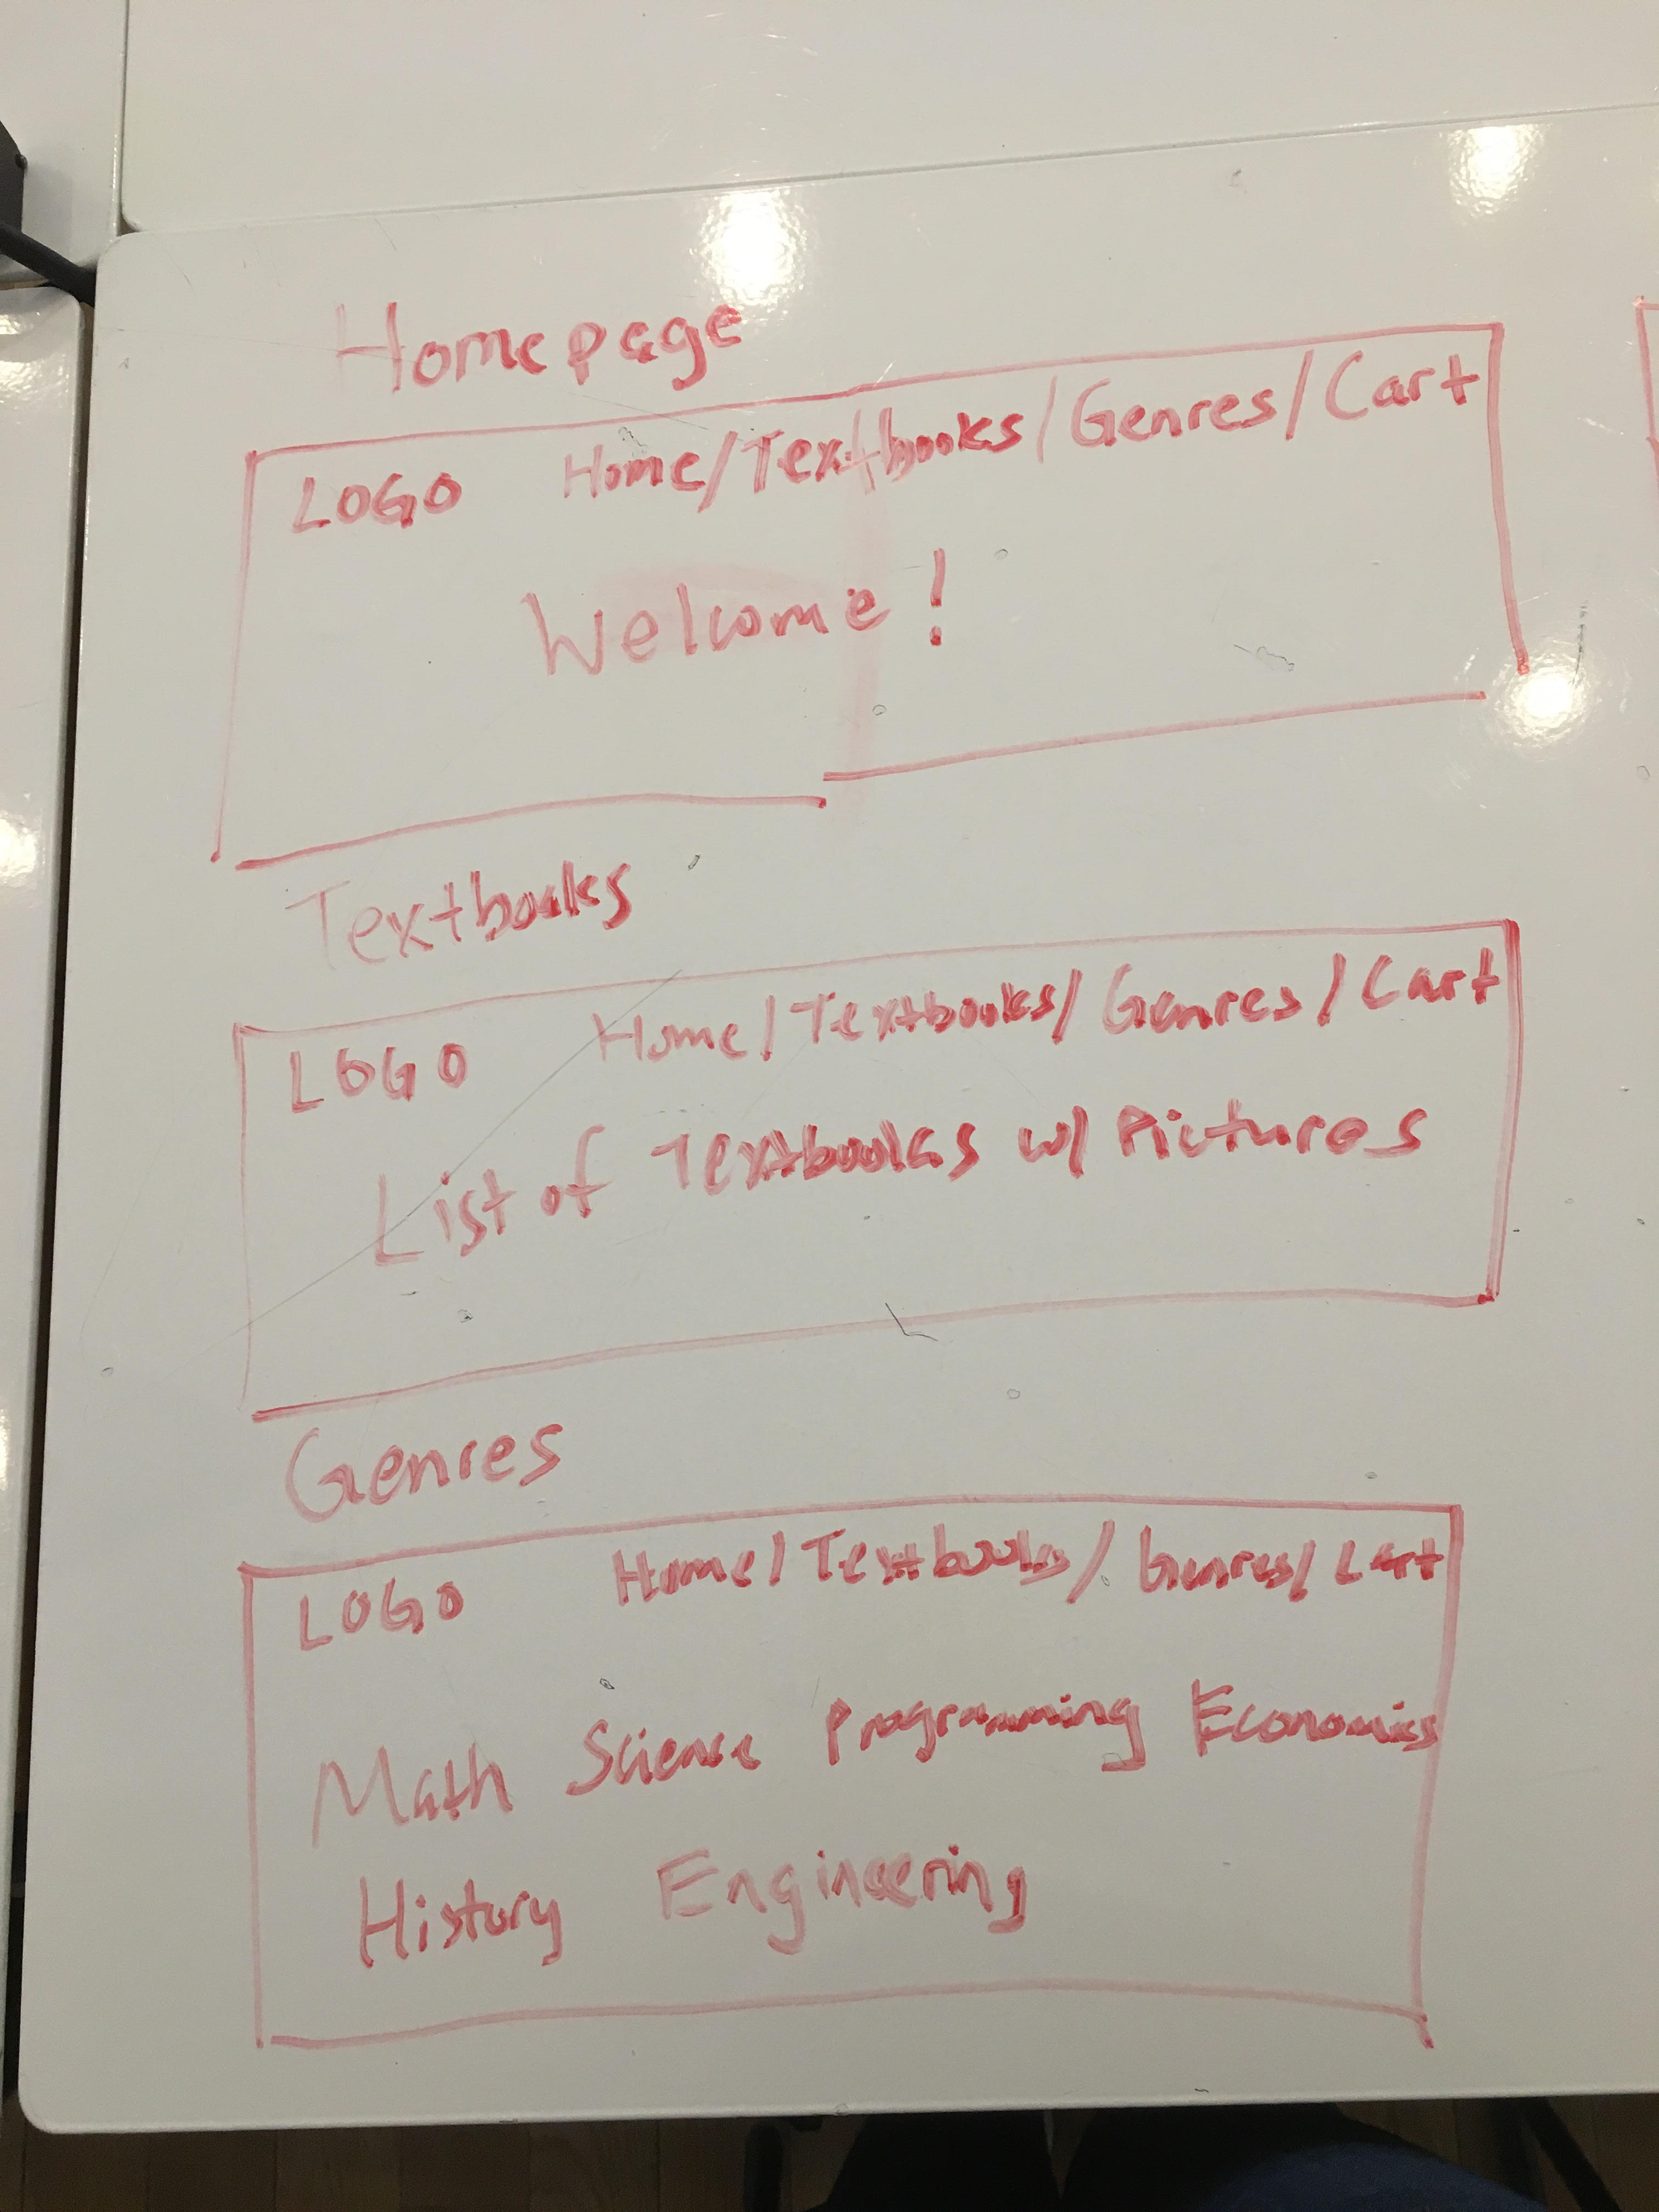 Homepage
LOGO Home/Textbooks/Genres/Cart
Welcome!
Textbooks
LOGO Home/Textbooks/Genres/Cart
List of Textbooks w/ Pictures
Genres
LOGO Home/Textbooks/Genres/Cart
Math Science Programming Economics
History Engineering